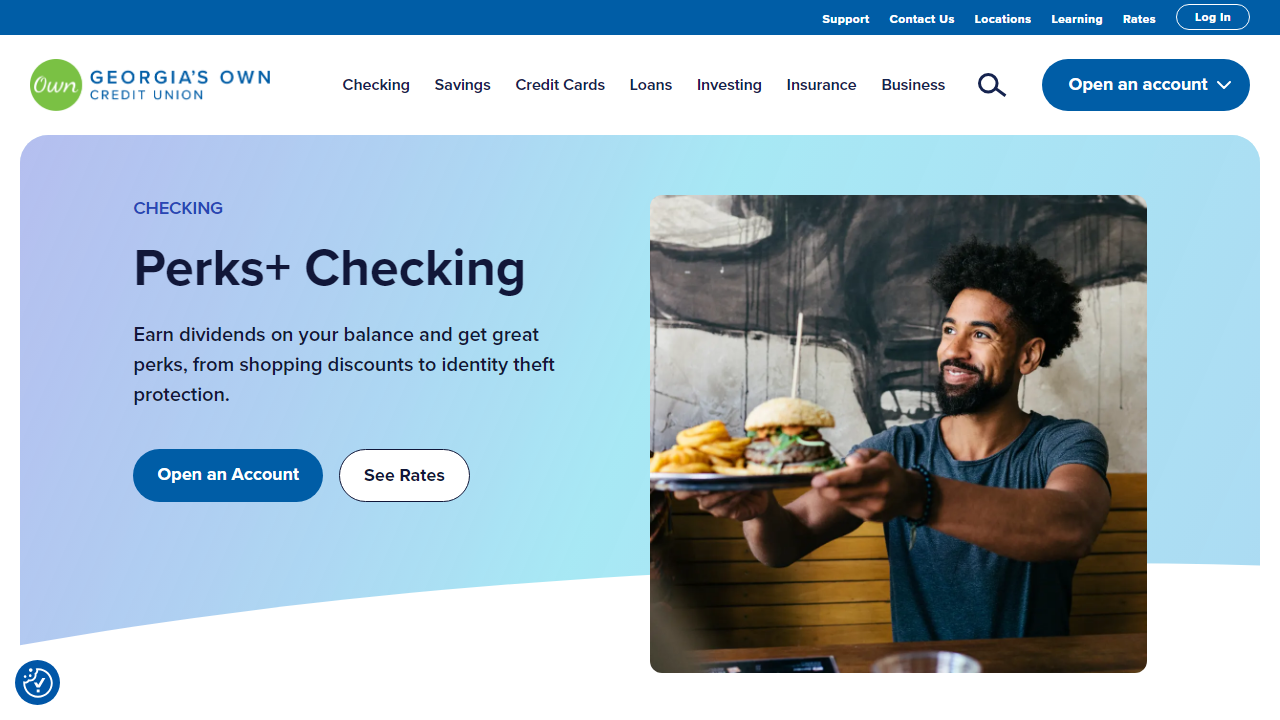 Support Contact Us Locations Learning Rates Log In
Own GEORGIA'S OWN
CREDIT UNION
Checking Savings Credit Cards Loans Investing Insurance Business Open an account
CHECKING
Perks+ Checking
Earn dividends on your balance and get great
perks, from shopping discounts to identity theft
protection.
Open an Account See Rates